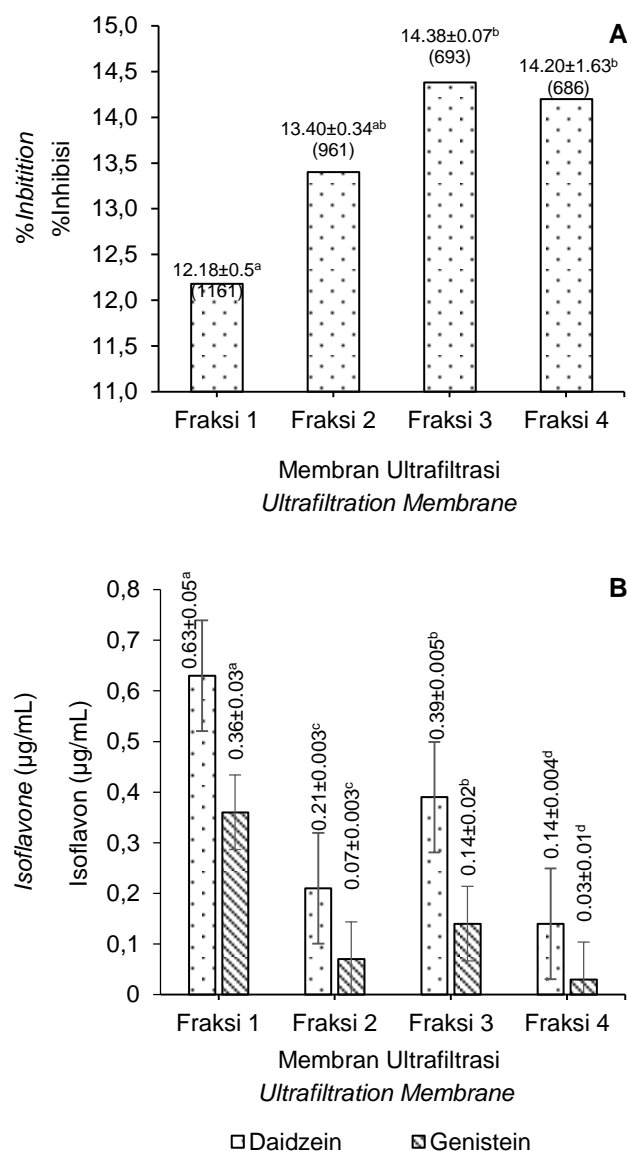 A
15,0
14,5
14,0
13,5
13,0
12,5
12,0
11,5
11,0
%Inbitition
%Inhibisi
12.18±0.5ᵃ
(1161)
13.40±0.34ᵃᵇ
(961)
14.38±0.07ᵇ
(693)
14.20±1.63ᵇ
(686)
Fraksi 1 Fraksi 2 Fraksi 3 Fraksi 4
Membran Ultrafiltrasi
Ultrafiltration Membrane
B
0,8
0,7
0,6
0,5
0,4
0,3
0,2
0,1
0
Isoflavone (µg/mL)
Isoflavon (µg/mL)
0.63±0.05ᵃ
0.36±0.03ᵃ
0.21±0.003ᶜ
0.07±0.003ᶜ
0.39±0.005ᵇ
0.14±0.02ᵇ
0.14±0.004ᵈ
0.03±0.01ᵈ
Fraksi 1 Fraksi 2 Fraksi 3 Fraksi 4
Membran Ultrafiltrasi
Ultrafiltration Membrane
Daidzein Genistein